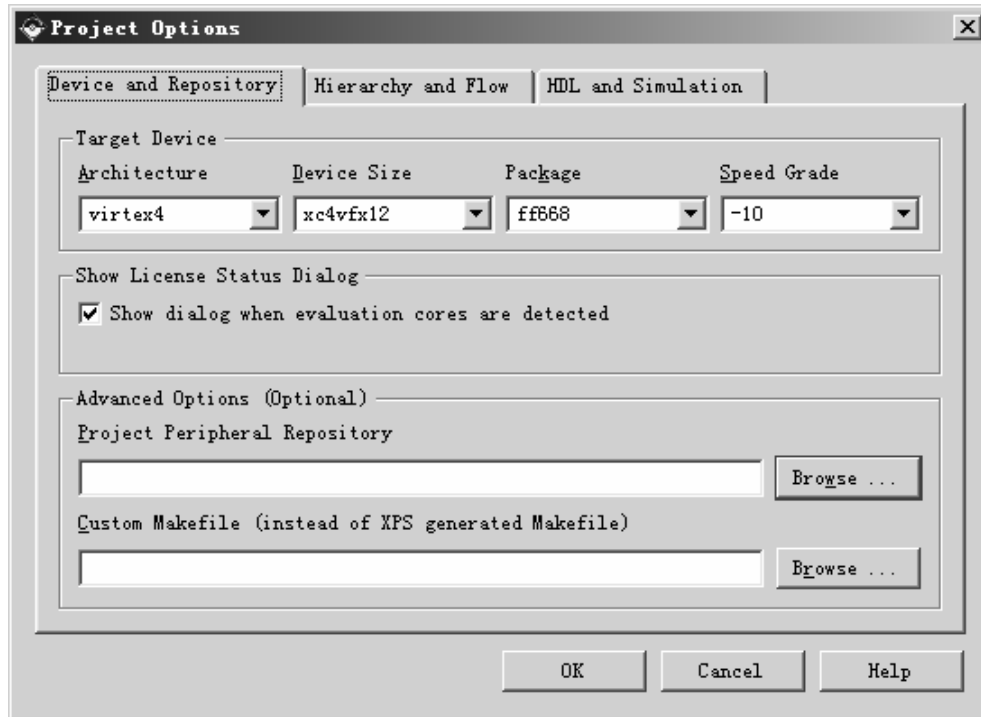 Project Options
Device and Repository Hierarchy and Flow HDL and Simulation
Target Device
Architecture Device Size Package Speed Grade
virtex4 xc4vfx12 ff668 -10
Show License Status Dialog
Show dialog when evaluation cores are detected
Advanced Options (Optional)
Project Peripheral Repository
Browse ...
Custom Makefile (instead of XPS generated Makefile)
Browse ...
OK Cancel Help